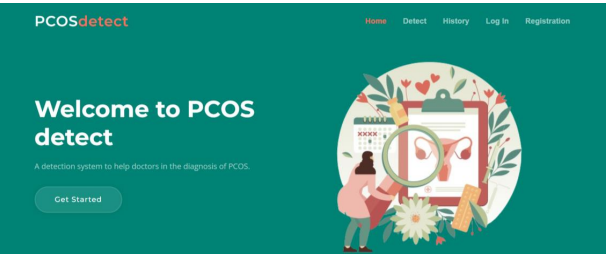 PCOSdetect
Home Detect History Log In Registration
Welcome to PCOS
detect
A detection system to help doctors in the diagnosis of PCOS.
Get Started